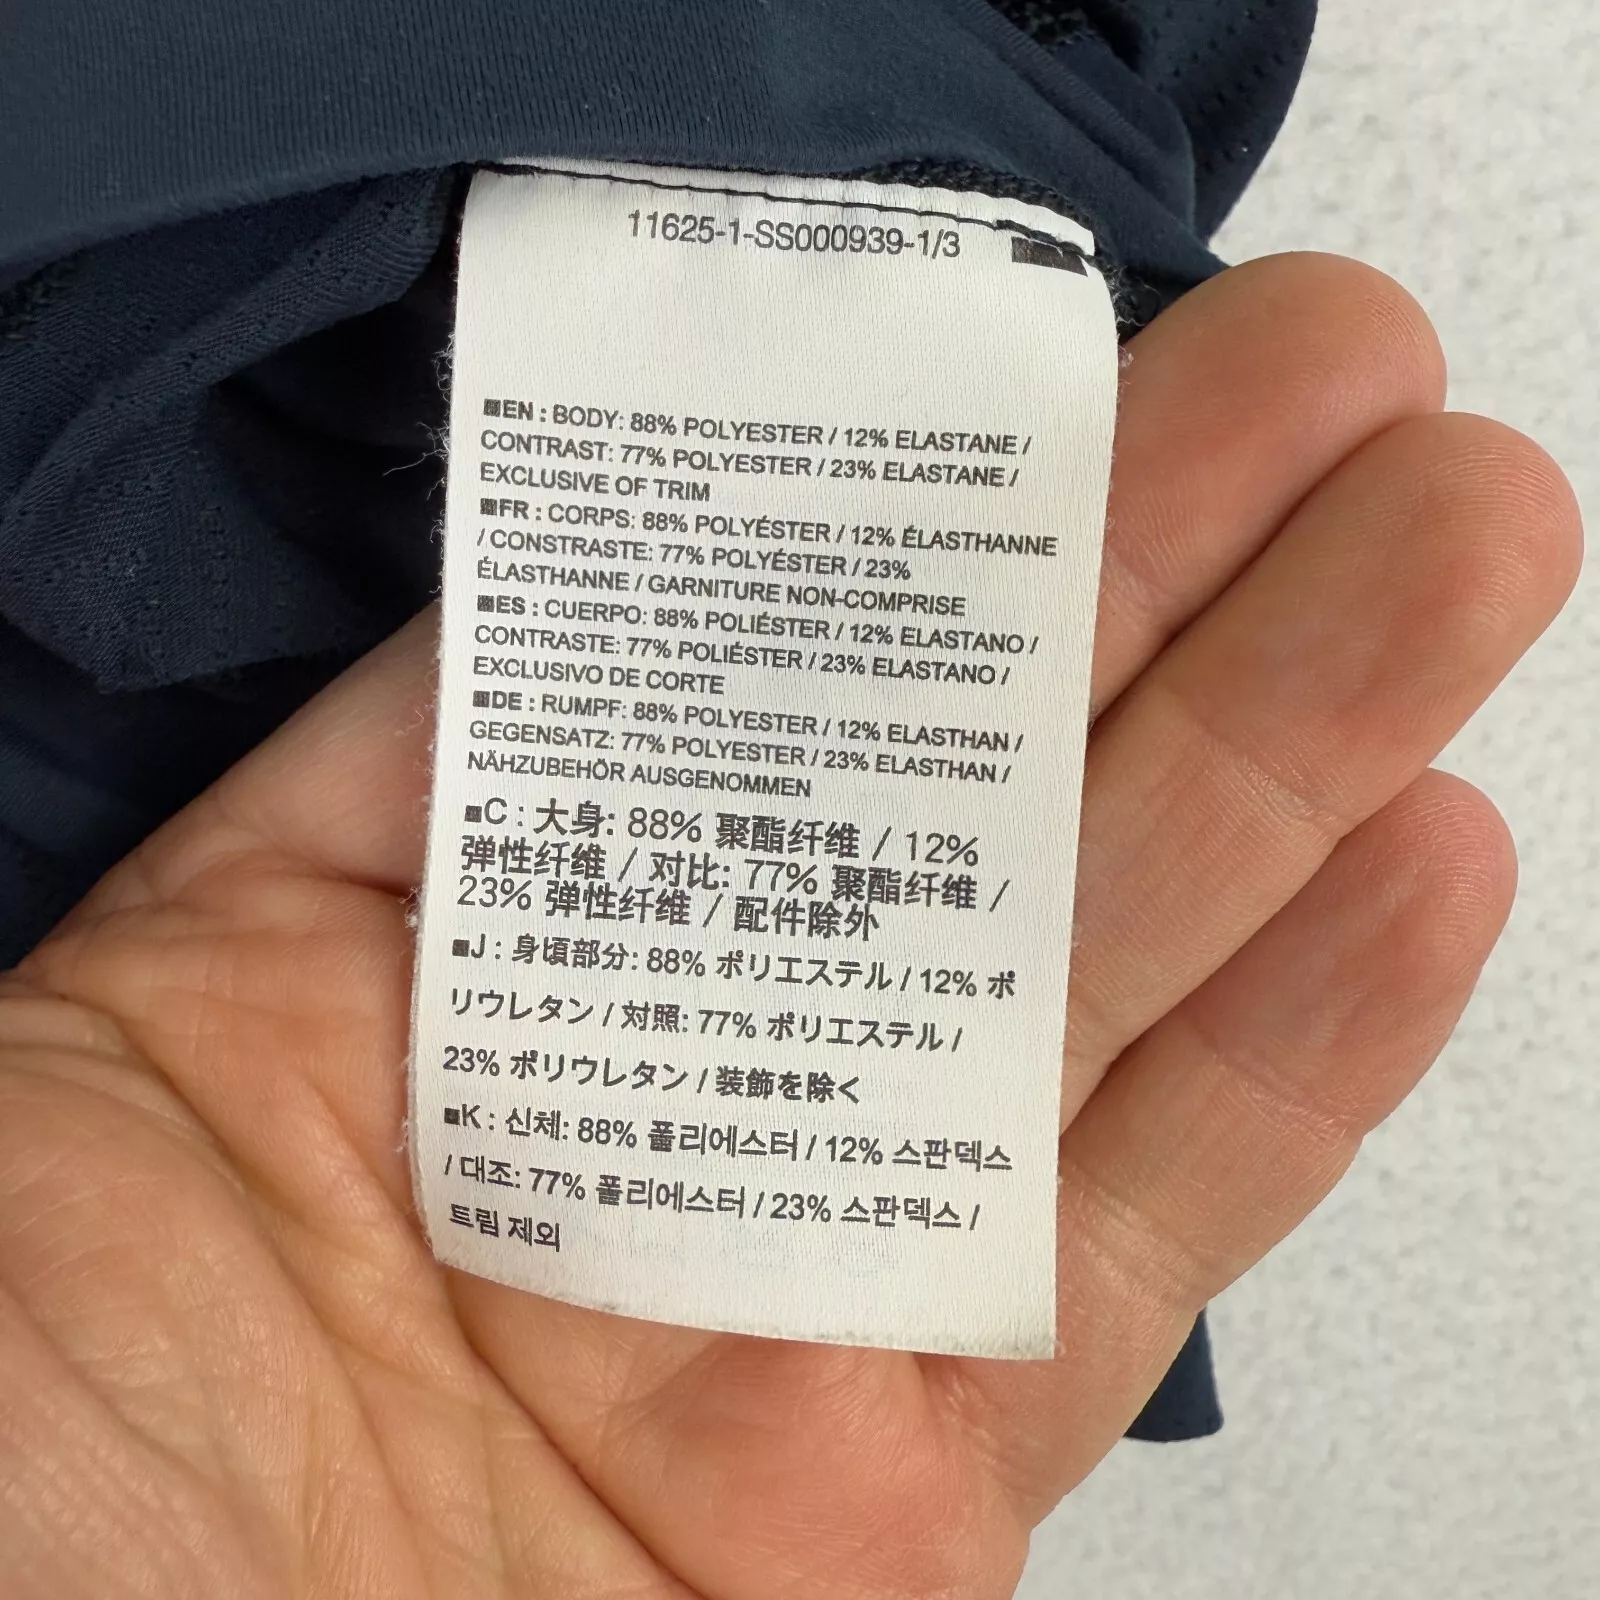 11625-1-SS000939-1/3
EN : BODY: 88% POLYESTER / 12% ELASTANE /
CONTRAST: 77% POLYESTER / 23% ELASTANE /
EXCLUSIVE OF TRIM
FR : CORPS: 88% POLYÉSTER / 12% ÉLASTHANNE
/ CONSTRASTE: 77% POLYÉSTER / 23%
ÉLASTHANNE / GARNITURE NON-COMPRISE
ES : CUERPO: 88% POLIÉSTER / 12% ELASTANO /
CONTRASTE: 77% POLIÉSTER / 23% ELASTANO /
EXCLUSIVO DE CORTE
DE : RUMPF: 88% POLYESTER / 12% ELASTHAN /
GEGENSATZ: 77% POLYESTER / 23% ELASTHAN /
NÄHZUBEHÖR AUSGENOMMEN
■C : 大身: 88% 聚酯纤维 / 12%
弹性纤维 / 对比: 77% 聚酯纤维 /
23% 弹性纤维 / 配件除外
■J : 身頃部分: 88% ポリエステル / 12% ポ
リウレタン / 対照: 77% ポリエステル /
23% ポリウレタン / 装飾を除く
■K : 신체: 88% 폴리에스터 / 12% 스판덱스
/ 대조: 77% 폴리에스터 / 23% 스판덱스 /
트림 제외